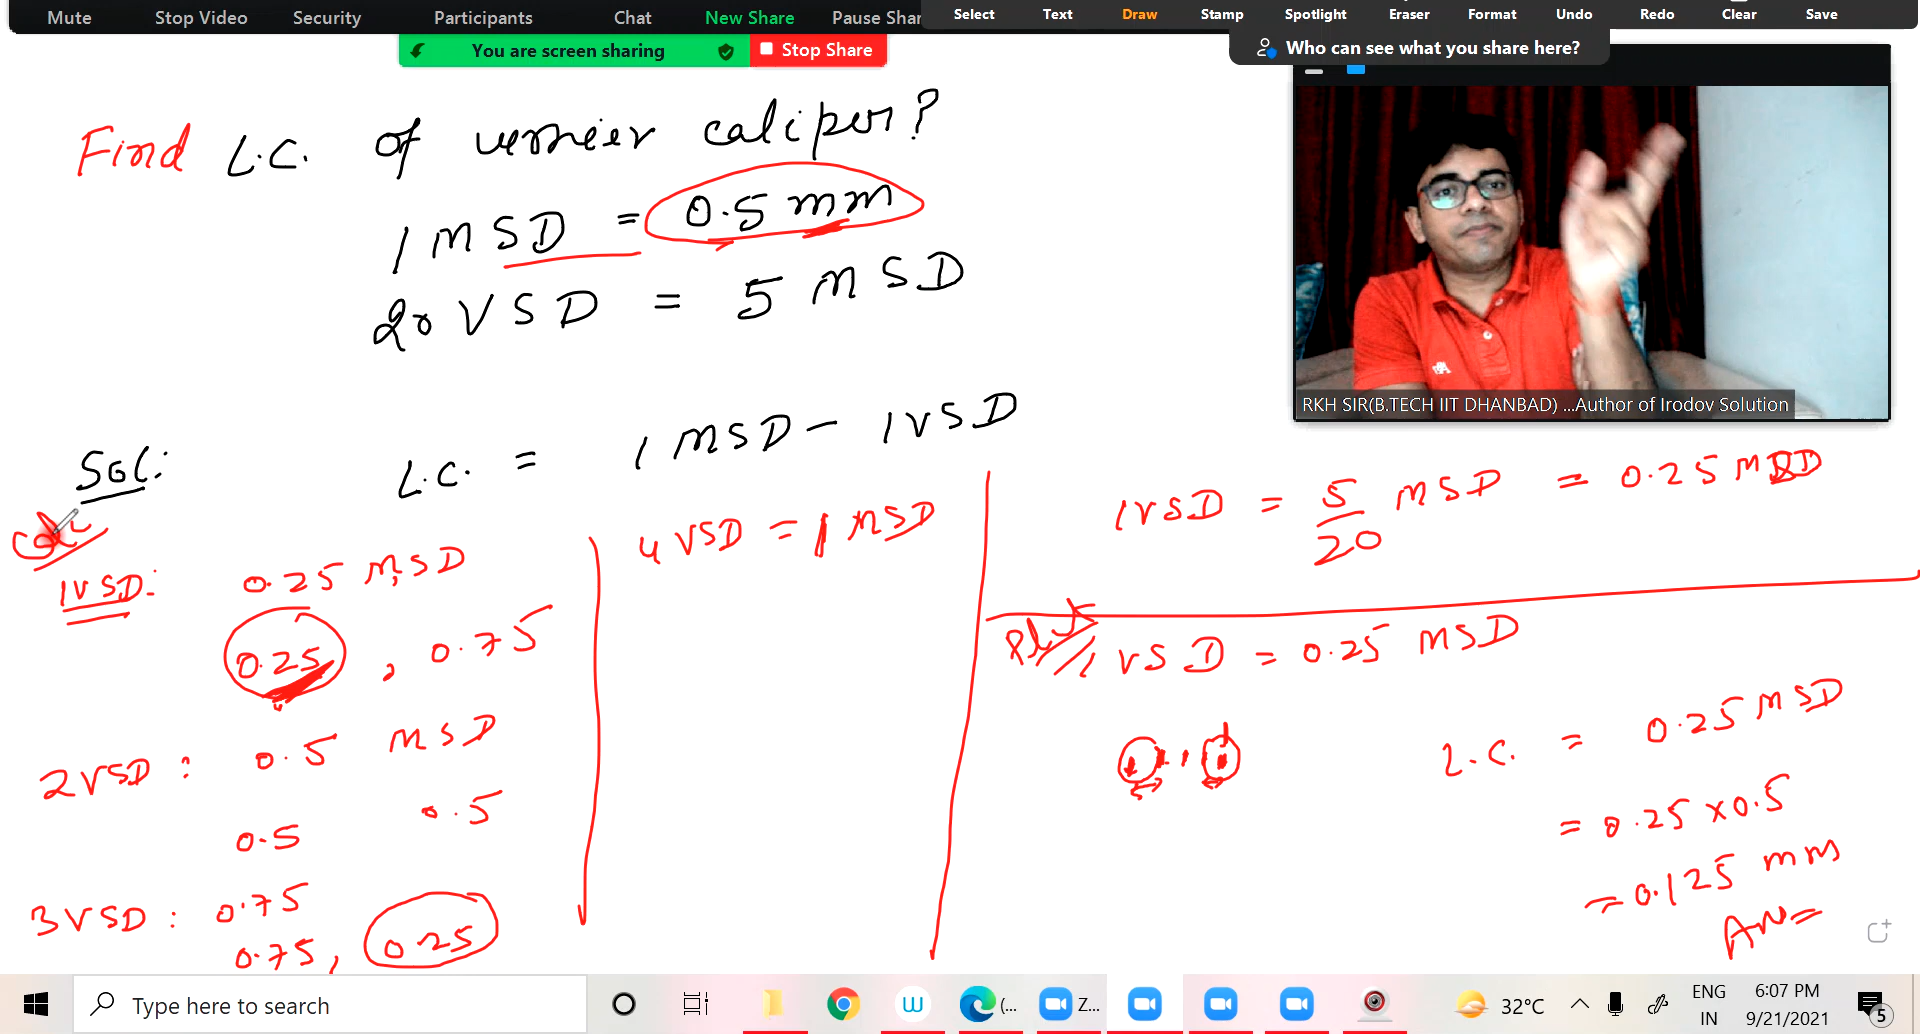 Mute Stop Video Security Participants Chat New Share Pause Shar Select Text Draw Stamp Spotlight Eraser Format Undo Redo Clear Save
You are screen sharing Stop Share Who can see what you share here?
Find L.C. of vernier caliper?
1 MSD = 0.5 mm
20 VSD = 5 MSD
RKH SIR(B.TECH IIT DHANBAD) ...Author of Irodov Solution
Sol:
L.C. = 1 MSD - 1 VSD
1VSD: 0.25 MSD
0.25, 0.75
2VSD: 0.5 MSD
0.5 0.5
3VSD: 0.75
0.75, 0.25
4 VSD = 1 MSD
1VSD = 5/20 MSD = 0.25 MSD
1 VSD = 0.25 MSD
L.C. = 0.25 MSD
= 0.25 × 0.5
= 0.125 mm
Ans
Type here to search
(...
Z...
32°C
ENG
IN
6:07 PM
9/21/2021
5